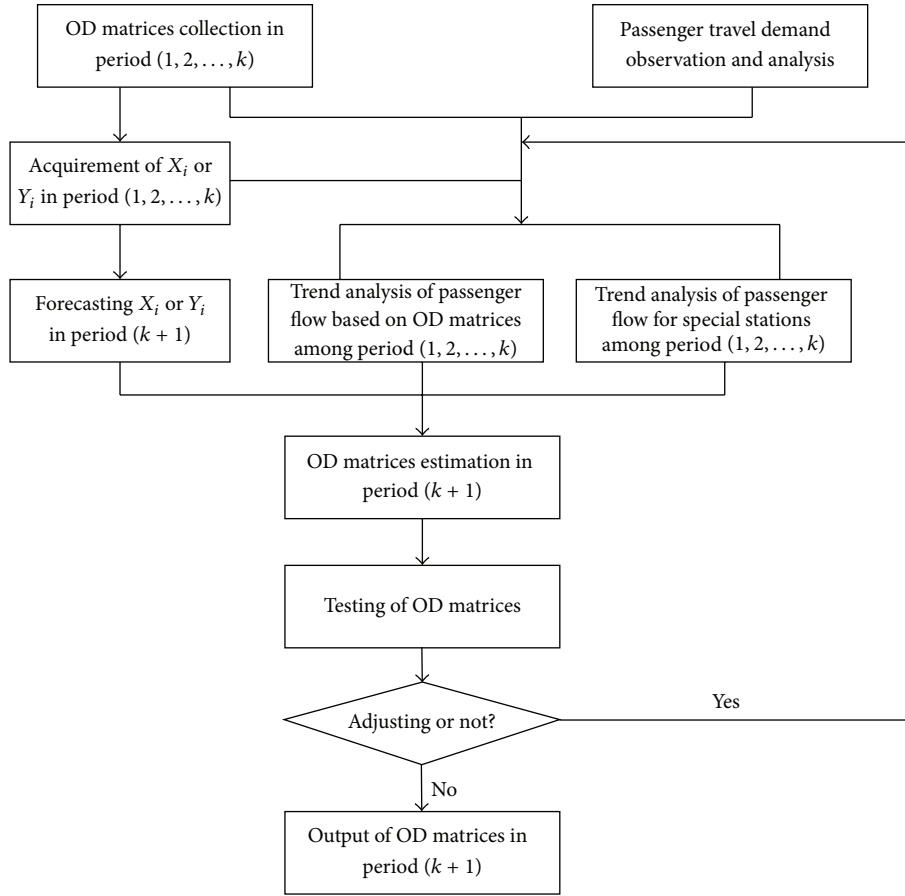 OD matrices collection in
period (1, 2, . . . , k)
Passenger travel demand
observation and analysis
Acquirement of X_i or
Y_i in period (1, 2, . . . , k)
Forecasting X_i or Y_i
in period (k + 1)
Trend analysis of passenger
flow based on OD matrices
among period (1, 2, . . . , k)
Trend analysis of passenger
flow for special stations
among period (1, 2, . . . , k)
OD matrices estimation in
period (k + 1)
Testing of OD matrices
Adjusting or not?
Yes
No
Output of OD matrices in
period (k + 1)